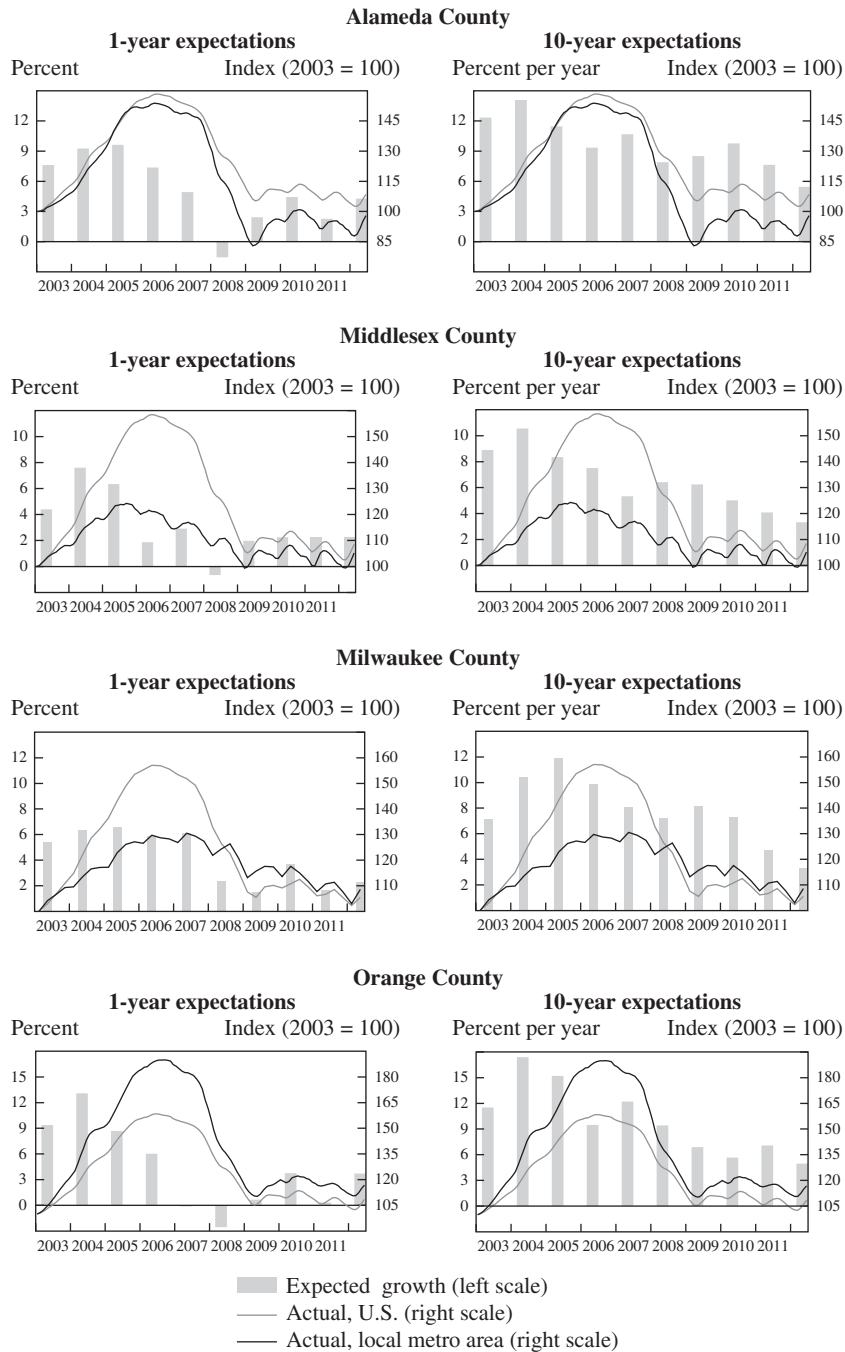 Alameda County
1-year expectations 10-year expectations
Percent Index (2003 = 100) Percent per year Index (2003 = 100)
12 145 12 145
9 130 9 130
6 115 6 115
3 100 3 100
0 85 0 85
2003 2004 2005 2006 2007 2008 2009 2010 2011 2003 2004 2005 2006 2007 2008 2009 2010 2011
Middlesex County
1-year expectations 10-year expectations
Percent Index (2003 = 100) Percent per year Index (2003 = 100)
10 150 10 150
8 140 8 140
6 130 6 130
4 120 4 120
2 110 2 110
0 100 0 100
2003 2004 2005 2006 2007 2008 2009 2010 2011 2003 2004 2005 2006 2007 2008 2009 2010 2011
Milwaukee County
1-year expectations 10-year expectations
Percent Index (2003 = 100) Percent per year Index (2003 = 100)
12 160 12 160
10 150 10 150
8 140 8 140
6 130 6 130
4 120 4 120
2 110 2 110
2003 2004 2005 2006 2007 2008 2009 2010 2011 2003 2004 2005 2006 2007 2008 2009 2010 2011
Orange County
1-year expectations 10-year expectations
Percent Index (2003 = 100) Percent per year Index (2003 = 100)
15 180 15 180
12 165 12 165
9 150 9 150
6 135 6 135
3 120 3 120
0 105 0 105
2003 2004 2005 2006 2007 2008 2009 2010 2011 2003 2004 2005 2006 2007 2008 2009 2010 2011
Expected growth (left scale)
Actual, U.S. (right scale)
Actual, local metro area (right scale)